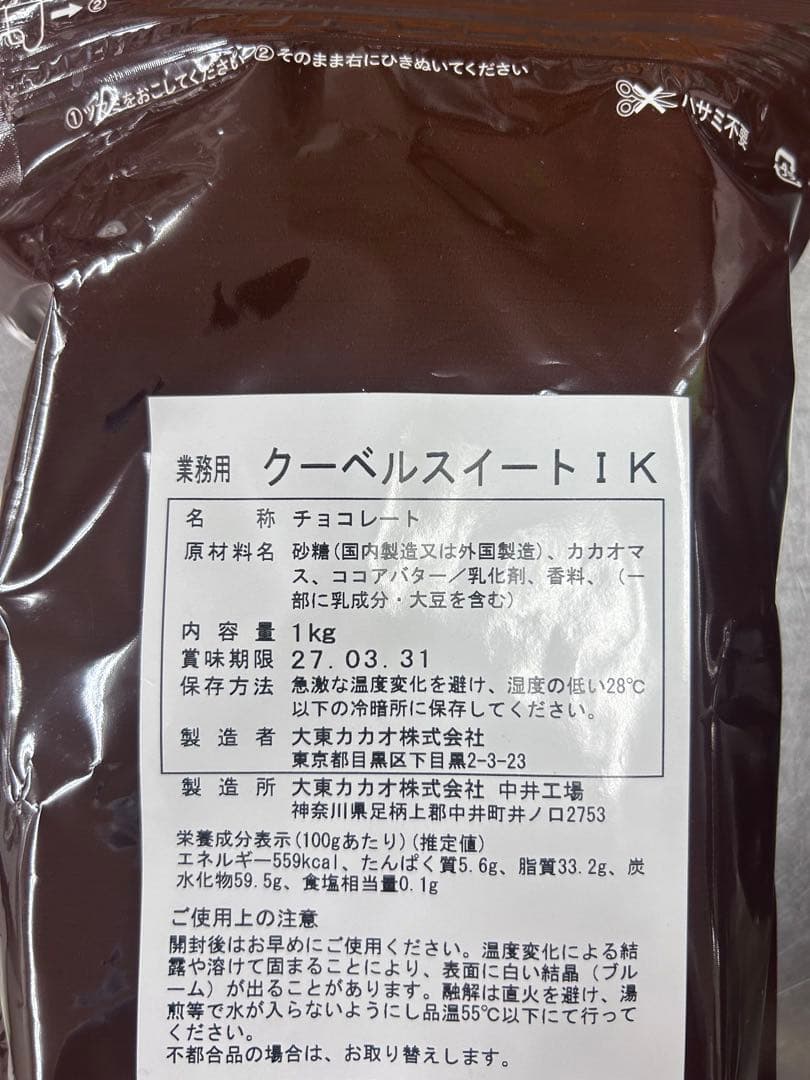 ②
①ツカミをおこしてください ②そのまま右にひきぬいてください
ハサミ不要
業務用 クーベルスイートIK
名称 チョコレート
原材料名 砂糖(国内製造又は外国製造)、カカオマ
ス、ココアバター／乳化剤、香料、(一
部に乳成分・大豆を含む)
内容量 1kg
賞味期限 27.03.31
保存方法 急激な温度変化を避け、湿度の低い28℃
以下の冷暗所に保存してください。
製造者 大東カカオ株式会社
東京都目黒区下目黒2-3-23
製造所 大東カカオ株式会社 中井工場
神奈川県足柄上郡中井町井ノ口2753
栄養成分表示(100gあたり)(推定値)
エネルギー559kcal、たんぱく質5.6g、脂質33.2g、炭
水化物59.5g、食塩相当量0.1g
ご使用上の注意
開封後はお早めにご使用ください。温度変化による結
露や溶けて固まることにより、表面に白い結晶（ブル
ーム）が出ることがあります。融解は直火を避け、湯
煎等で水が入らないようにし品温55℃以下にて行って
ください。
不都合品の場合は、お取り替えします。